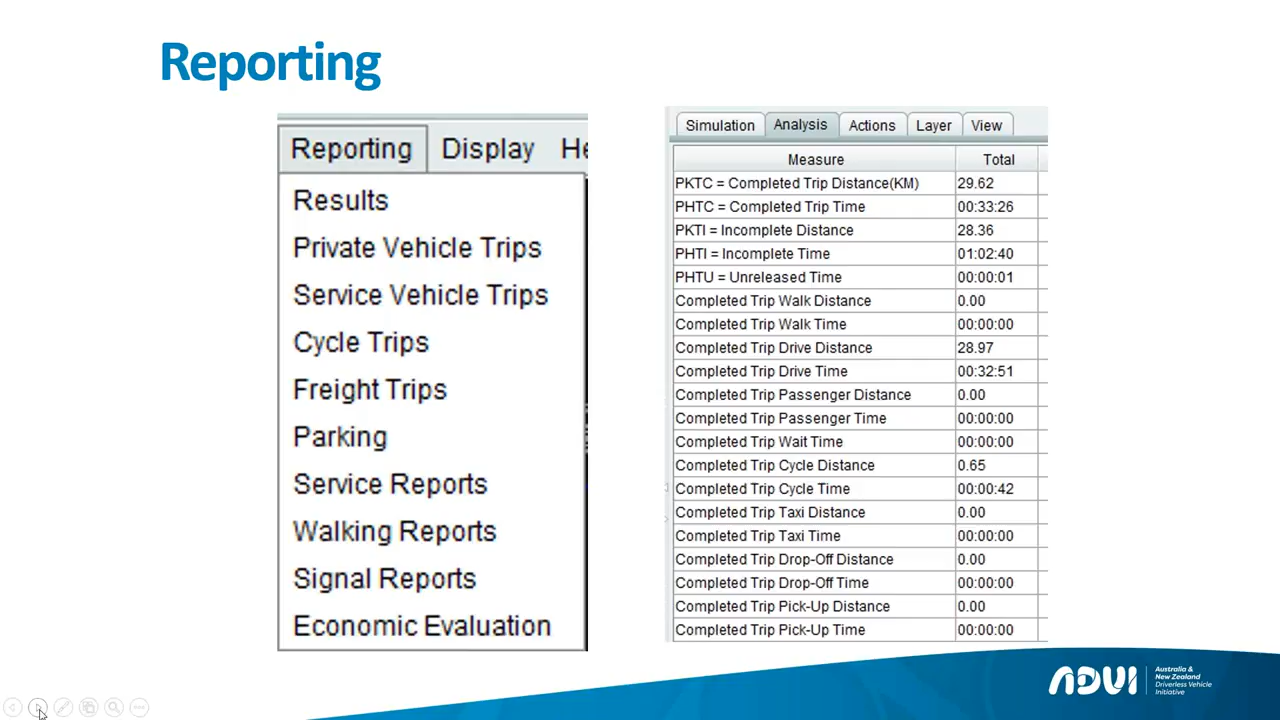 Reporting
Reporting Display He
Results
Private Vehicle Trips
Service Vehicle Trips
Cycle Trips
Freight Trips
Parking
Service Reports
Walking Reports
Signal Reports
Economic Evaluation
Simulation Analysis Actions Layer View
Measure Total
PKTC = Completed Trip Distance(KM) 29.62
PHTC = Completed Trip Time 00:33:26
PKTI = Incomplete Distance 28.36
PHTI = Incomplete Time 01:02:40
PHTU = Unreleased Time 00:00:01
Completed Trip Walk Distance 0.00
Completed Trip Walk Time 00:00:00
Completed Trip Drive Distance 28.97
Completed Trip Drive Time 00:32:51
Completed Trip Passenger Distance 0.00
Completed Trip Passenger Time 00:00:00
Completed Trip Wait Time 00:00:00
Completed Trip Cycle Distance 0.65
Completed Trip Cycle Time 00:00:42
Completed Trip Taxi Distance 0.00
Completed Trip Taxi Time 00:00:00
Completed Trip Drop-Off Distance 0.00
Completed Trip Drop-Off Time 00:00:00
Completed Trip Pick-Up Distance 0.00
Completed Trip Pick-Up Time 00:00:00
ADVI
Australia &
New Zealand
Driverless Vehicle
Initiative